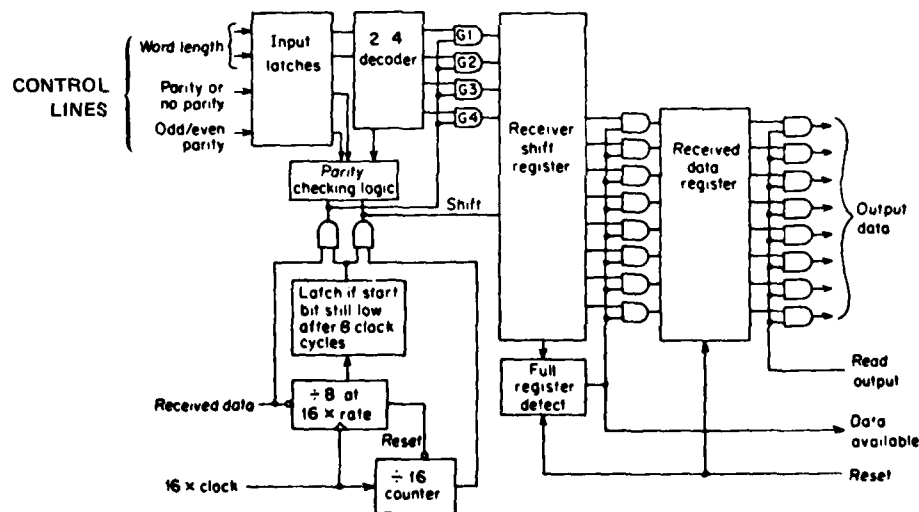 CONTROL
LINES
Word length
Parity or
no parity
Odd/even
parity
Input
latches
2 4
decoder
G1
G2
G3
G4
Parity
checking logic
Shift
Receiver
shift
register
Received
data
register
Output
data
Latch if start
bit still low
after 8 clock
cycles
Full
register
detect
Read
output
Data
available
Reset
Received data
÷ 8 at
16 × rate
Reset
16 × clock
÷ 16
counter